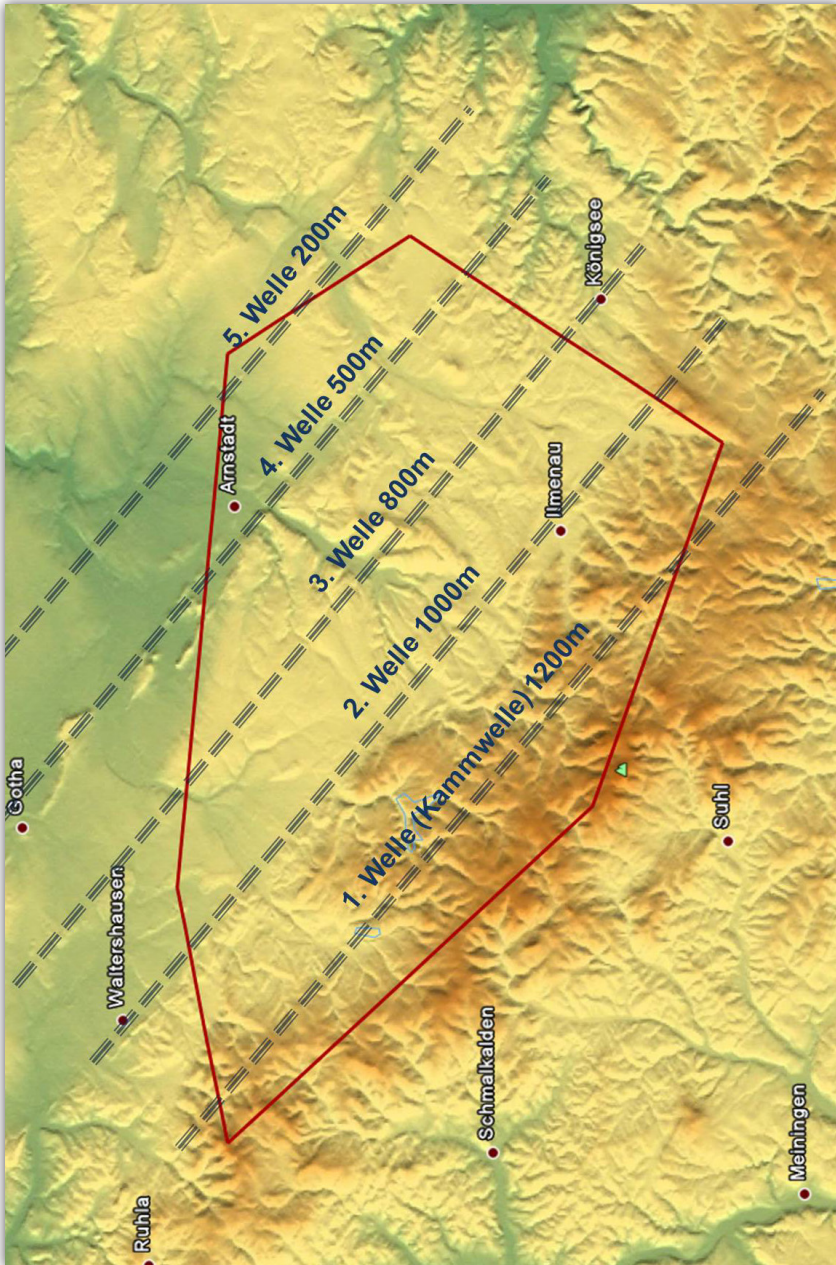 Gotha
Waltershausen
Ruhla
Arnstadt
5. Welle 200m
4. Welle 500m
3. Welle 800m
2. Welle 1000m
1. Welle (Kammwelle) 1200m
Schmalkalden
Ilmenau
Königsee
Suhl
Meiningen